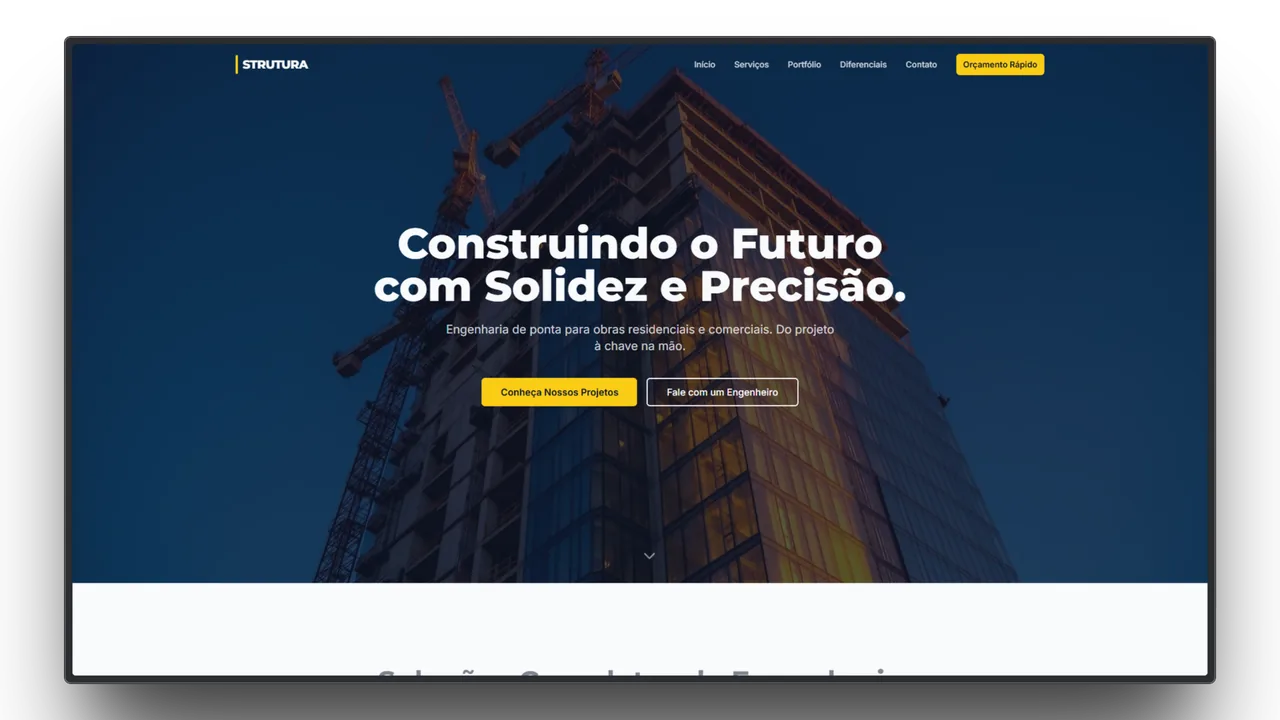 STRUTURA
Início
Serviços
Portfólio
Diferenciais
Contato
Orçamento Rápido
Construindo o Futuro
com Solidez e Precisão.
Engenharia de ponta para obras residenciais e comerciais. Do projeto
à chave na mão.
Conheça Nossos Projetos
Fale com um Engenheiro